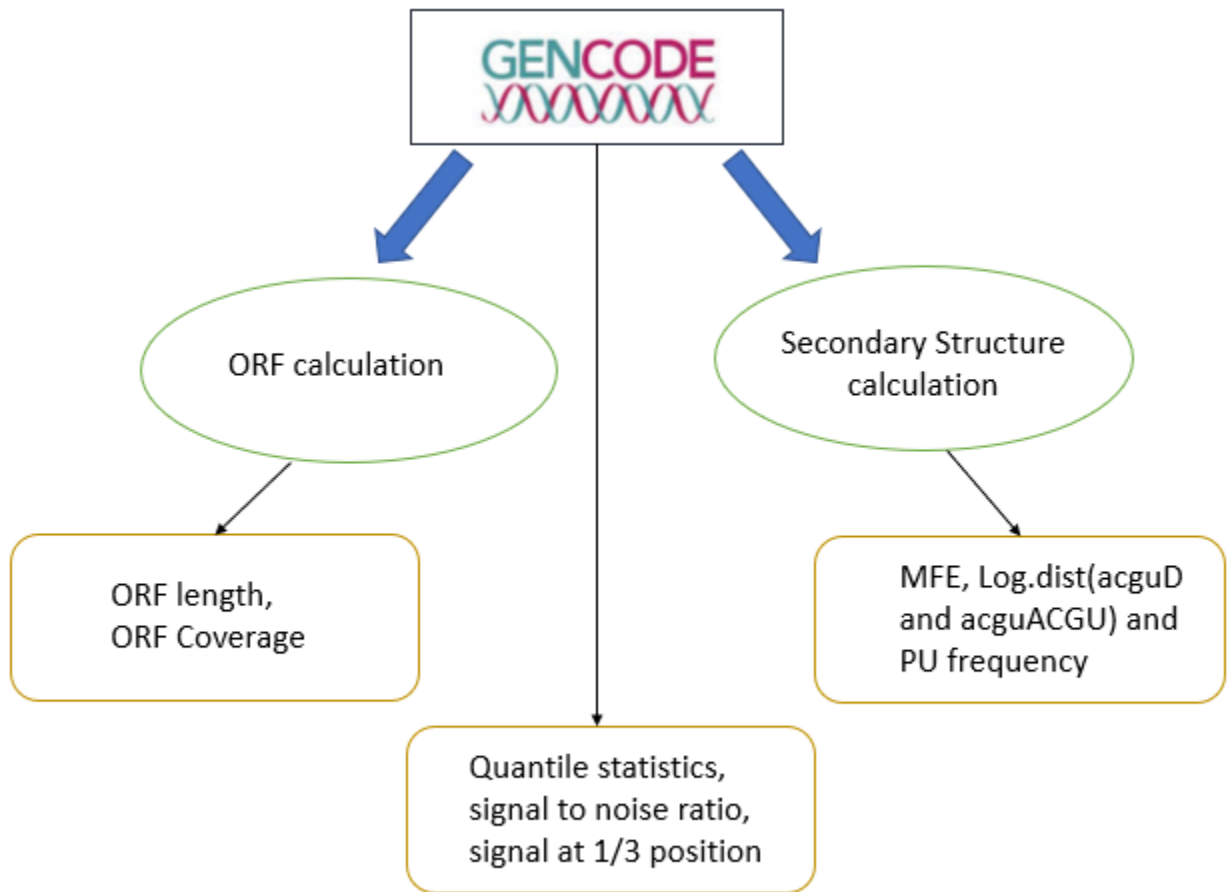 GENCODE
ORF calculation
Secondary Structure
calculation
ORF length,
ORF Coverage
MFE, Log.dist(acguD
and acguACGU) and
PU frequency
Quantile statistics,
signal to noise ratio,
signal at 1/3 position